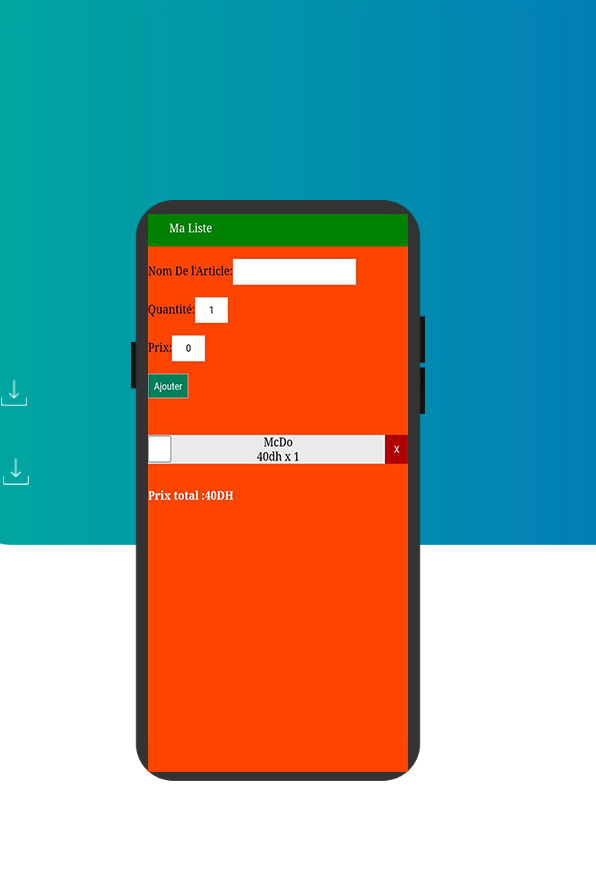 Ma Liste
Nom De l'Article:
Quantité: 1
Prix: 0
Ajouter
McDo
40dh x 1
X
Prix total :40DH